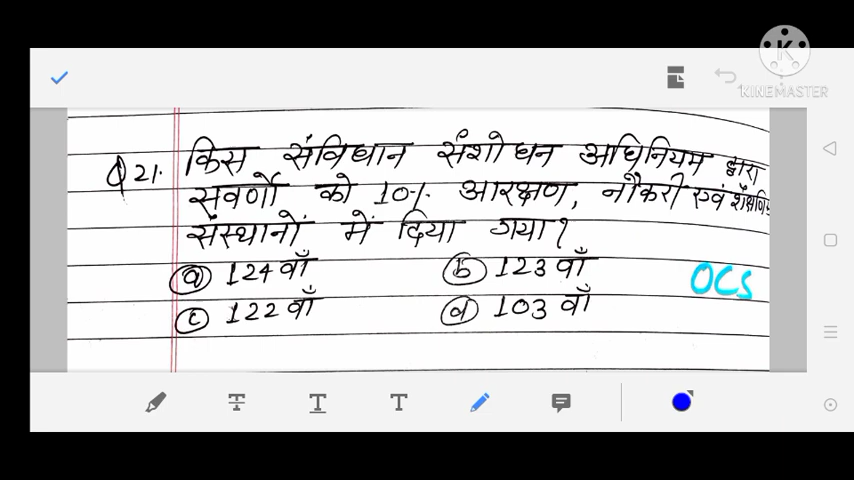 KINEMASTER
Q21. किस संविधान संशोधन अधिनियम द्वारा
सवर्णो को 10% आरक्षण, नौकरी एवं शैक्षणिक
संस्थानों में दिया गया?
(a) 124 वाँ (b) 123 वाँ
OCS
(c) 122 वाँ (d) 103 वाँ
T T T